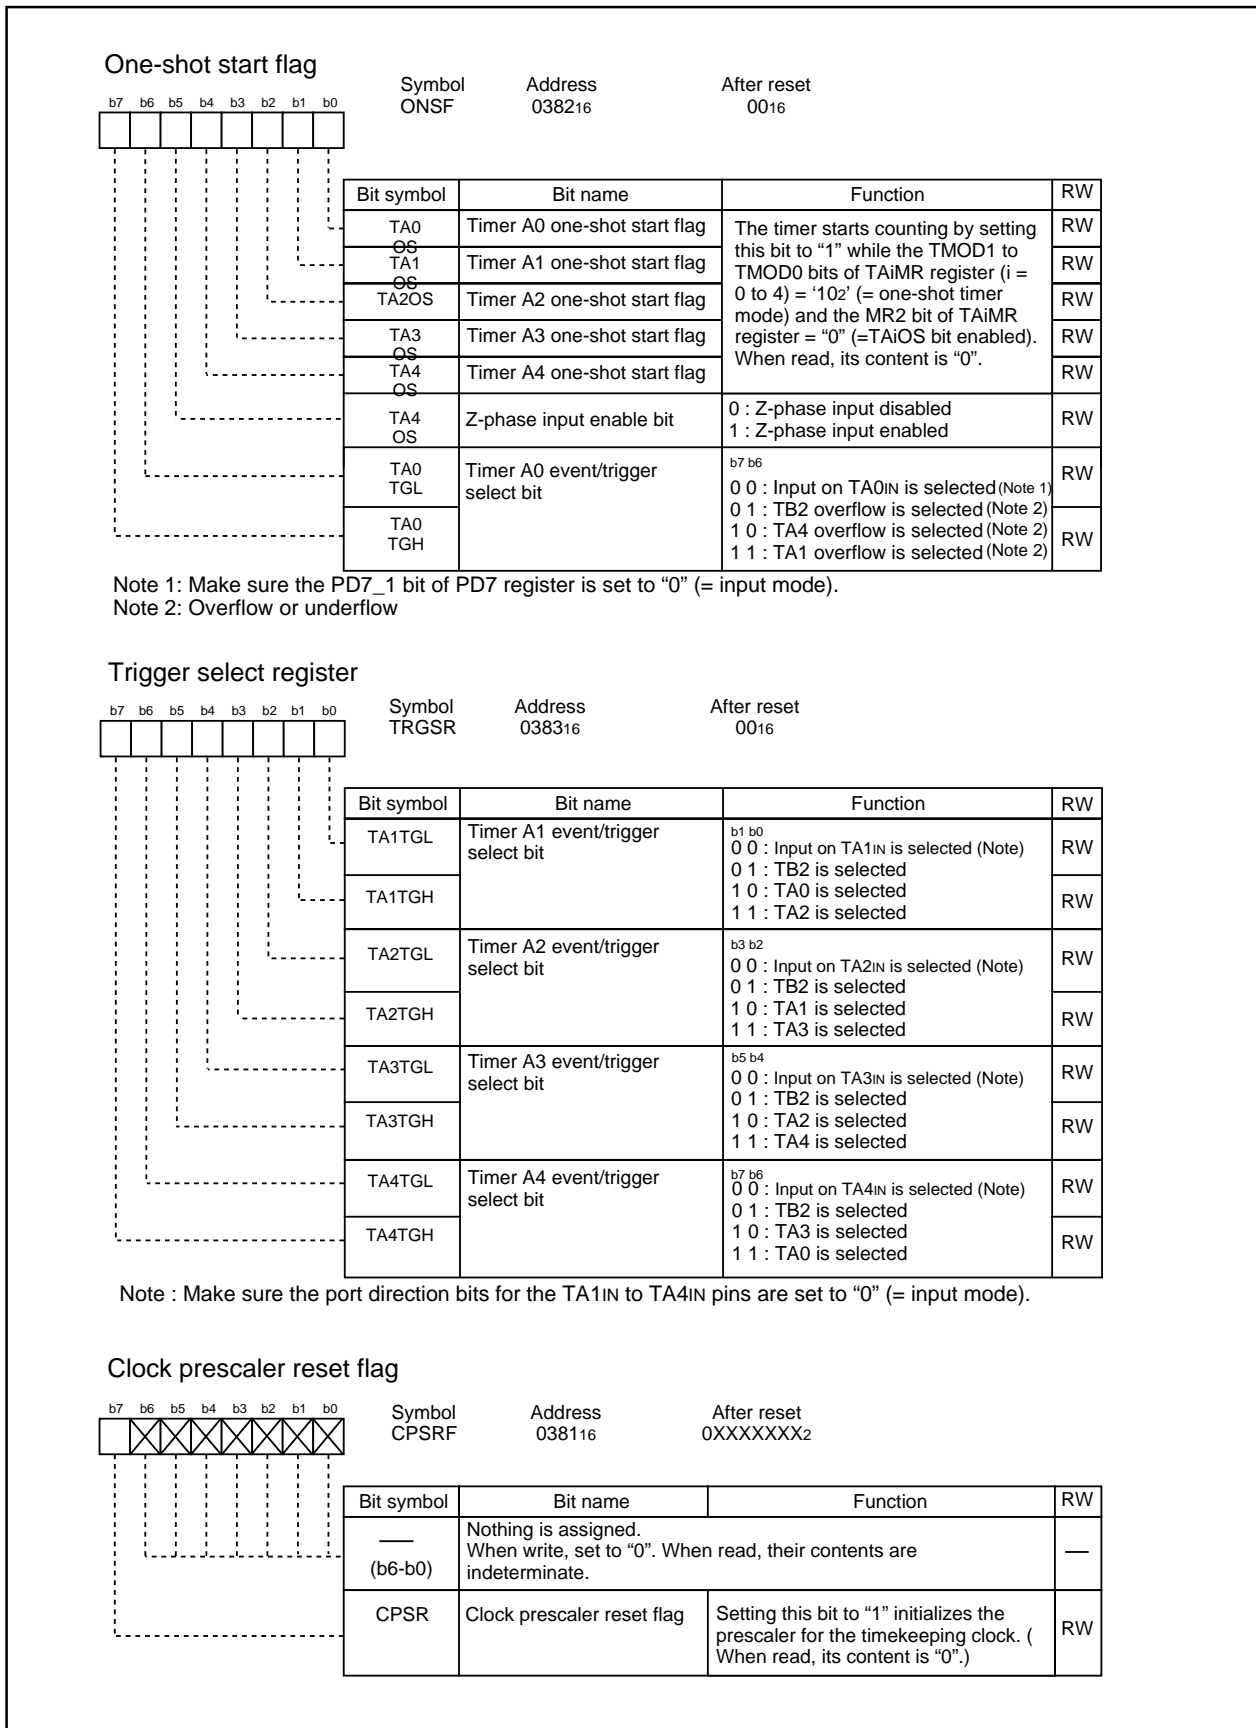 One-shot start flag
Symbol Address After reset
b7 b6 b5 b4 b3 b2 b1 b0
ONSF 038216 0016
Bit symbol Bit name Function RW
TA0
OS
Timer A0 one-shot start flag
RW
TA1
OS
Timer A1 one-shot start flag
RW
TA2OS
Timer A2 one-shot start flag
RW
TA3
OS
Timer A3 one-shot start flag
RW
TA4
OS
Timer A4 one-shot start flag
RW
The timer starts counting by setting
this bit to “1” while the TMOD1 to
TMOD0 bits of TAiMR register (i =
0 to 4) = ‘102’ (= one-shot timer
mode) and the MR2 bit of TAiMR
register = “0” (=TAiOS bit enabled).
When read, its content is “0”.
TA4
OS
Z-phase input enable bit
0 : Z-phase input disabled
1 : Z-phase input enabled
RW
TA0
TGL
Timer A0 event/trigger
select bit
RW
TA0
TGH
RW
b7 b6
0 0 : Input on TA0IN is selected (Note 1)
0 1 : TB2 overflow is selected (Note 2)
1 0 : TA4 overflow is selected (Note 2)
1 1 : TA1 overflow is selected (Note 2)
Note 1: Make sure the PD7_1 bit of PD7 register is set to “0” (= input mode).
Note 2: Overflow or underflow
Trigger select register
Symbol Address After reset
b7 b6 b5 b4 b3 b2 b1 b0
TRGSR 038316 0016
Bit symbol Bit name Function RW
TA1TGL
Timer A1 event/trigger
select bit
RW
TA1TGH
RW
b1 b0
0 0 : Input on TA1IN is selected (Note)
0 1 : TB2 is selected
1 0 : TA0 is selected
1 1 : TA2 is selected
TA2TGL
Timer A2 event/trigger
select bit
RW
TA2TGH
RW
b3 b2
0 0 : Input on TA2IN is selected (Note)
0 1 : TB2 is selected
1 0 : TA1 is selected
1 1 : TA3 is selected
TA3TGL
Timer A3 event/trigger
select bit
RW
TA3TGH
RW
b5 b4
0 0 : Input on TA3IN is selected (Note)
0 1 : TB2 is selected
1 0 : TA2 is selected
1 1 : TA4 is selected
TA4TGL
Timer A4 event/trigger
select bit
RW
TA4TGH
RW
b7 b6
0 0 : Input on TA4IN is selected (Note)
0 1 : TB2 is selected
1 0 : TA3 is selected
1 1 : TA0 is selected
Note : Make sure the port direction bits for the TA1IN to TA4IN pins are set to “0” (= input mode).
Clock prescaler reset flag
Symbol Address After reset
b7 b6 b5 b4 b3 b2 b1 b0
CPSRF 038116 0XXXXXXX2
Bit symbol Bit name Function RW
—
(b6-b0)
Nothing is assigned.
When write, set to “0”. When read, their contents are
indeterminate.
—
CPSR
Clock prescaler reset flag
Setting this bit to “1” initializes the
prescaler for the timekeeping clock. (
When read, its content is “0”.)
RW